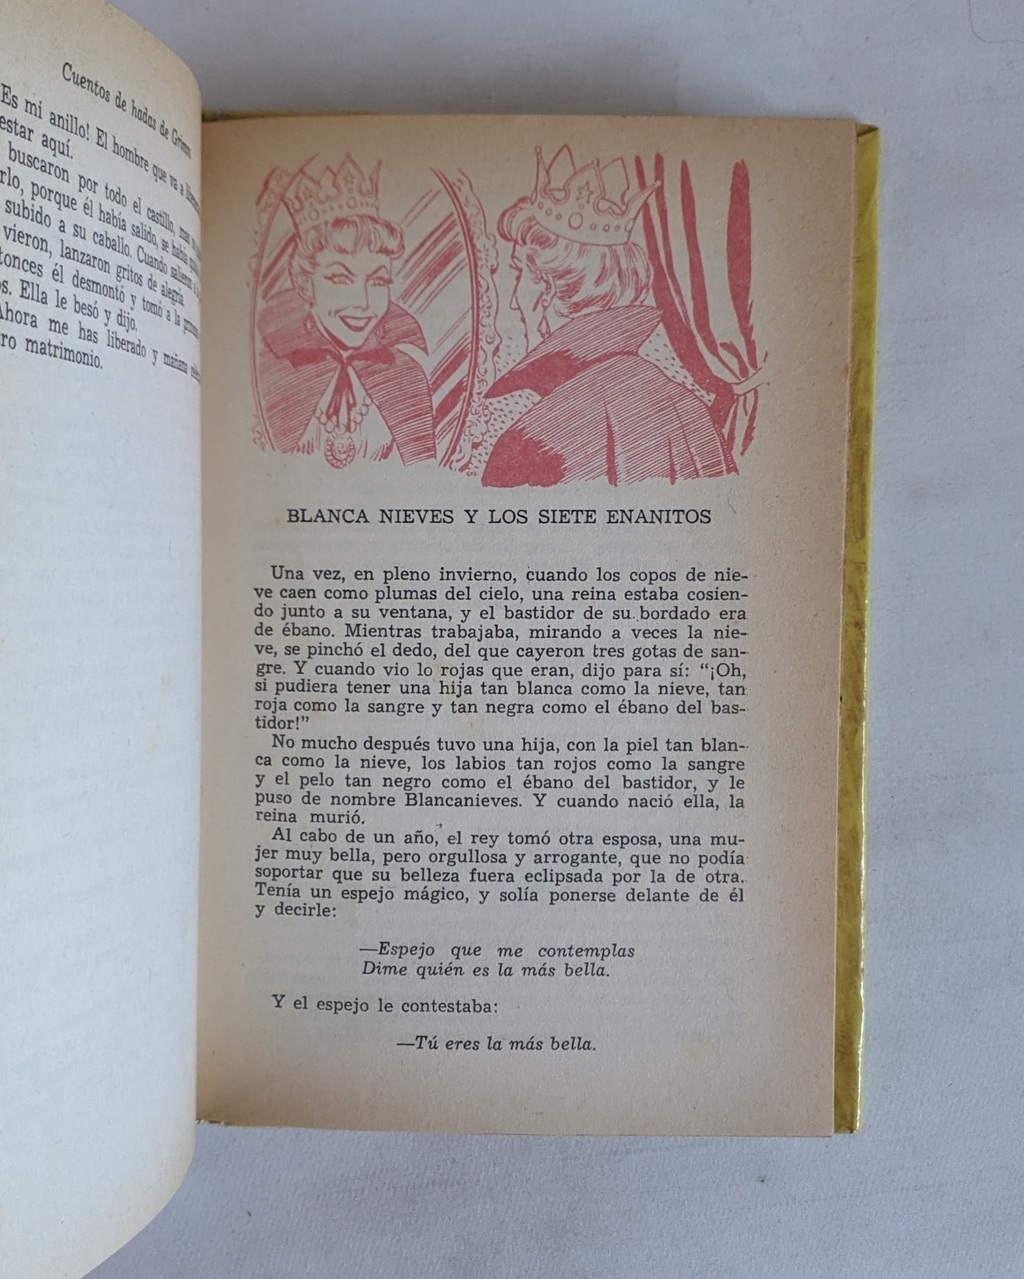 Cuentos de hadas de Grimm
Es mi anillo! El hombre que va a
estar aquí.
buscaron por todo el castillo,
rlo, porque él había salido, se había
subido a su caballo. Cuando salieron
vieron, lanzaron gritos de alegría.
tonces él desmontó y tomó a la
s. Ella le besó y dijo.
Ahora me has liberado y mañana
ro matrimonio.
BLANCA NIEVES Y LOS SIETE ENANITOS
Una vez, en pleno invierno, cuando los copos de nie-
ve caen como plumas del cielo, una reina estaba cosien-
do junto a su ventana, y el bastidor de su bordado era
de ébano. Mientras trabajaba, mirando a veces la nie-
ve, se pinchó el dedo, del que cayeron tres gotas de san-
gre. Y cuando vio lo rojas que eran, dijo para sí: “¡Oh,
si pudiera tener una hija tan blanca como la nieve, tan
roja como la sangre y tan negra como el ébano del bas-
tidor!”
No mucho después tuvo una hija, con la piel tan blan-
ca como la nieve, los labios tan rojos como la sangre
y el pelo tan negro como el ébano del bastidor, y le
puso de nombre Blancanieves. Y cuando nació ella, la
reina murió.
Al cabo de un año, el rey tomó otra esposa, una mu-
jer muy bella, pero orgullosa y arrogante, que no podía
soportar que su belleza fuera eclipsada por la de otra.
Tenía un espejo mágico, y solía ponerse delante de él
y decirle:
—Espejo que me contemplas
Dime quién es la más bella.
Y el espejo le contestaba:
—Tú eres la más bella.